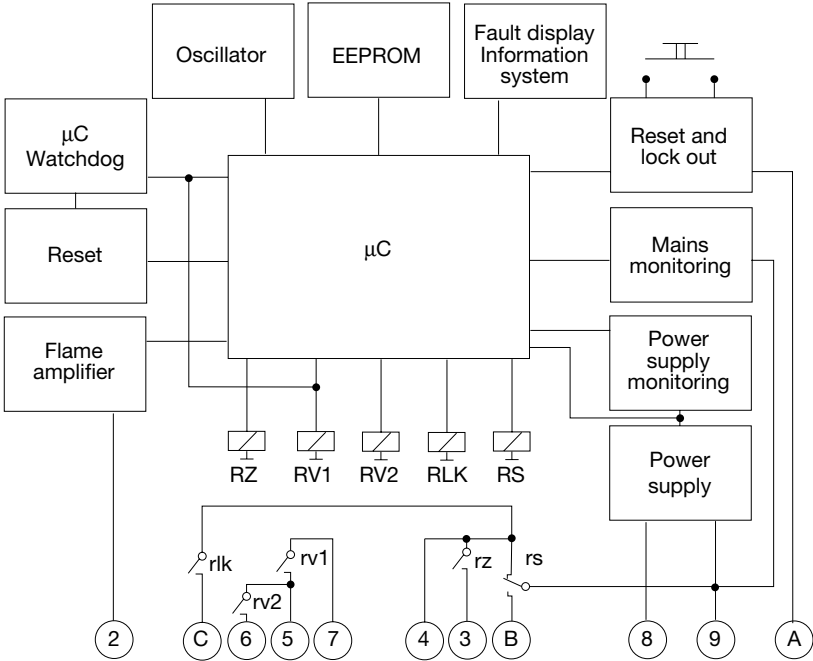 Oscillator
EEPROM
Fault display
Information
system
μC
Watchdog
Reset and
lock out
Reset
μC
Mains
monitoring
Flame
amplifier
Power
supply
monitoring
RZ
RV1
RV2
RLK
RS
Power
supply
rlk
rv1
rz
rs
rv2
2
C
6
5
7
4
3
B
8
9
A